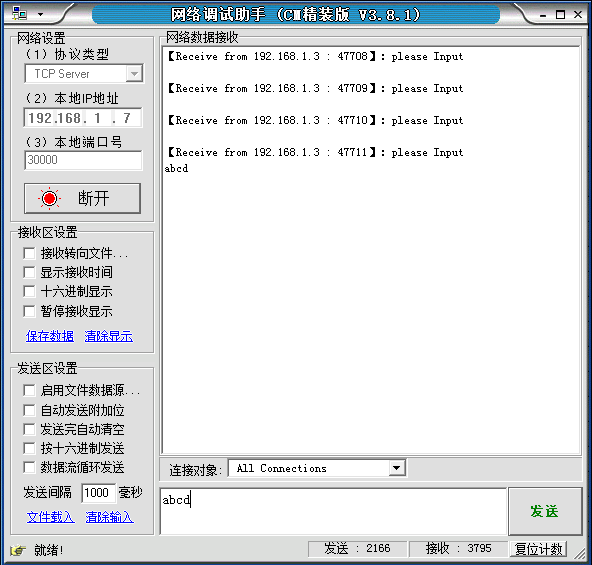 网络调试助手 (CM精装版 V3.8.1)
网络设置
(1) 协议类型
TCP Server
(2) 本地IP地址
192.168. 1 . 7
(3) 本地端口号
30000
断开
接收区设置
接收转向文件...
显示接收时间
十六进制显示
暂停接收显示
保存数据 清除显示
发送区设置
启用文件数据源...
自动发送附加位
发送完自动清空
按十六进制发送
数据流循环发送
发送间隔 1000 毫秒
文件载入 清除输入
网络数据接收
【Receive from 192.168.1.3 : 47708】: please Input
【Receive from 192.168.1.3 : 47709】: please Input
【Receive from 192.168.1.3 : 47710】: please Input
【Receive from 192.168.1.3 : 47711】: please Input
abcd
连接对象: All Connections
abcd
发送
就绪! 发送 : 2166 接收 : 3795 复位计数